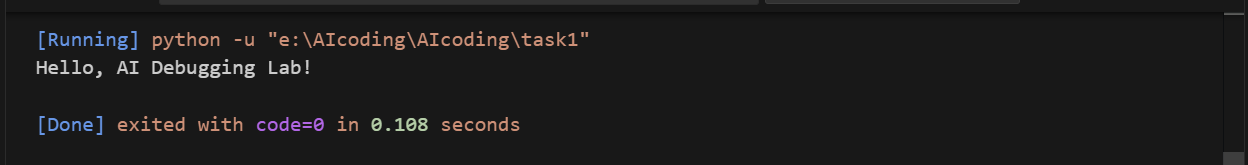 [Running] python -u "e:\AIcoding\AIcoding\task1"
Hello, AI Debugging Lab!
[Done] exited with code=0 in 0.108 seconds